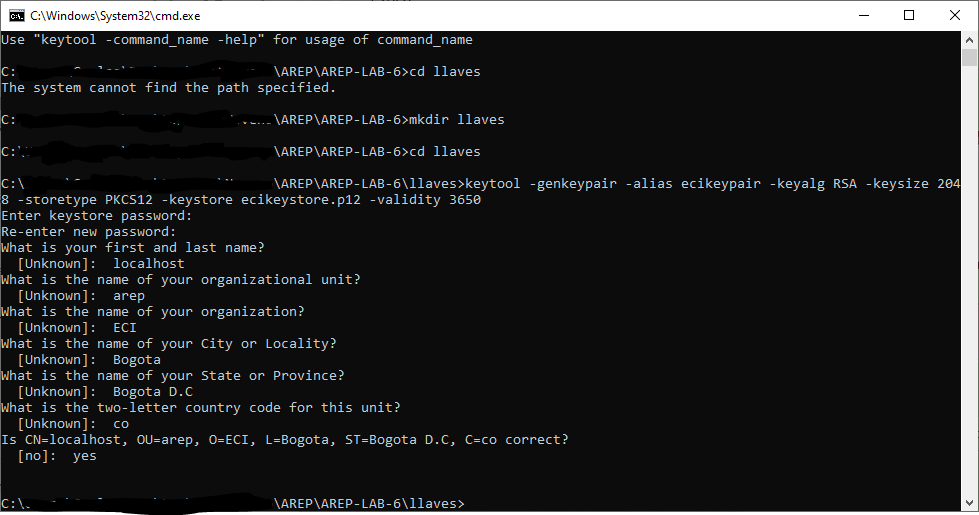 C:\Windows\System32\cmd.exe
Use "keytool -command_name -help" for usage of command_name
C: \AREP\AREP-LAB-6>cd llaves
The system cannot find the path specified.
C: \AREP\AREP-LAB-6>mkdir llaves
C:\ \AREP\AREP-LAB-6>cd llaves
C:\ \AREP\AREP-LAB-6\llaves>keytool -genkeypair -alias ecikeypair -keyalg RSA -keysize 204
8 -storetype PKCS12 -keystore ecikeystore.p12 -validity 3650
Enter keystore password:
Re-enter new password:
What is your first and last name?
[Unknown]:  localhost
What is the name of your organizational unit?
[Unknown]:  arep
What is the name of your organization?
[Unknown]:  ECI
What is the name of your City or Locality?
[Unknown]:  Bogota
What is the name of your State or Province?
[Unknown]:  Bogota D.C
What is the two-letter country code for this unit?
[Unknown]:  co
Is CN=localhost, OU=arep, O=ECI, L=Bogota, ST=Bogota D.C, C=co correct?
[no]:  yes
C:\ \AREP\AREP-LAB-6\llaves>